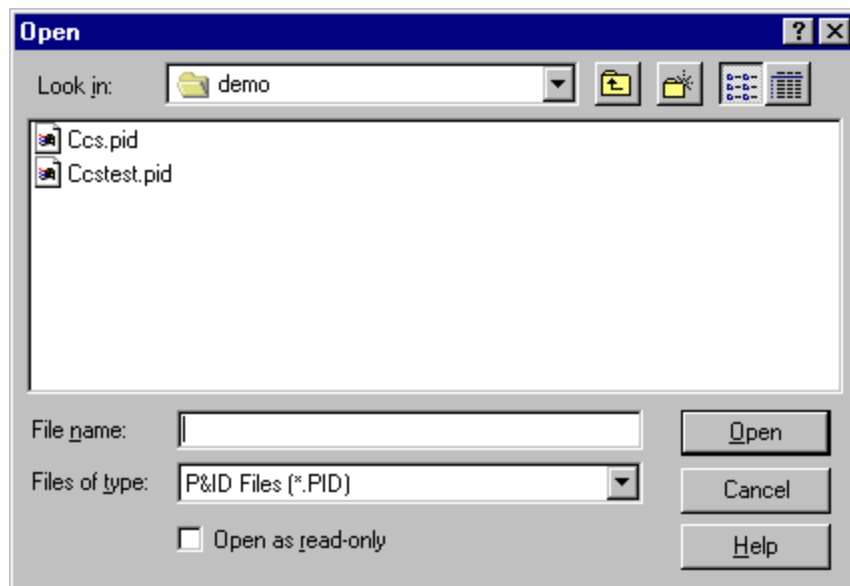 Open
Look in: demo
Ccs.pid
Ccstest.pid
File name: Open
Files of type: P&ID Files (*.PID) Cancel
Open as read-only Help